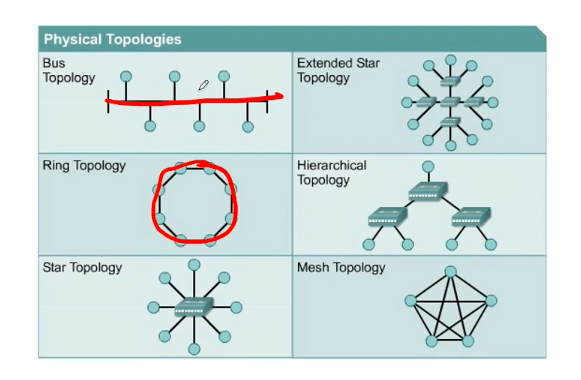 Physical Topologies
Bus
Topology
Extended Star
Topology
Ring Topology
Hierarchical
Topology
Star Topology
Mesh Topology